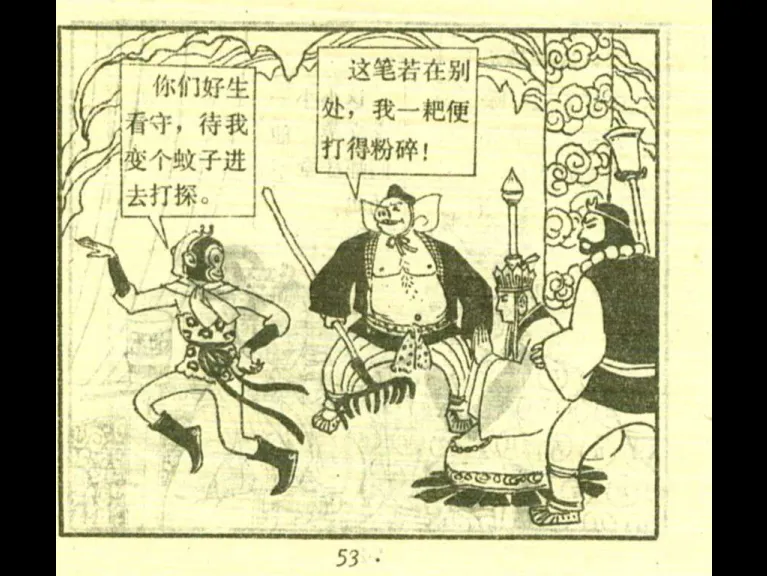 你们好生
看守，待我
变个蚊子进
去打探。
这笔若在别
处，我一耙便
打得粉碎！
53 ·